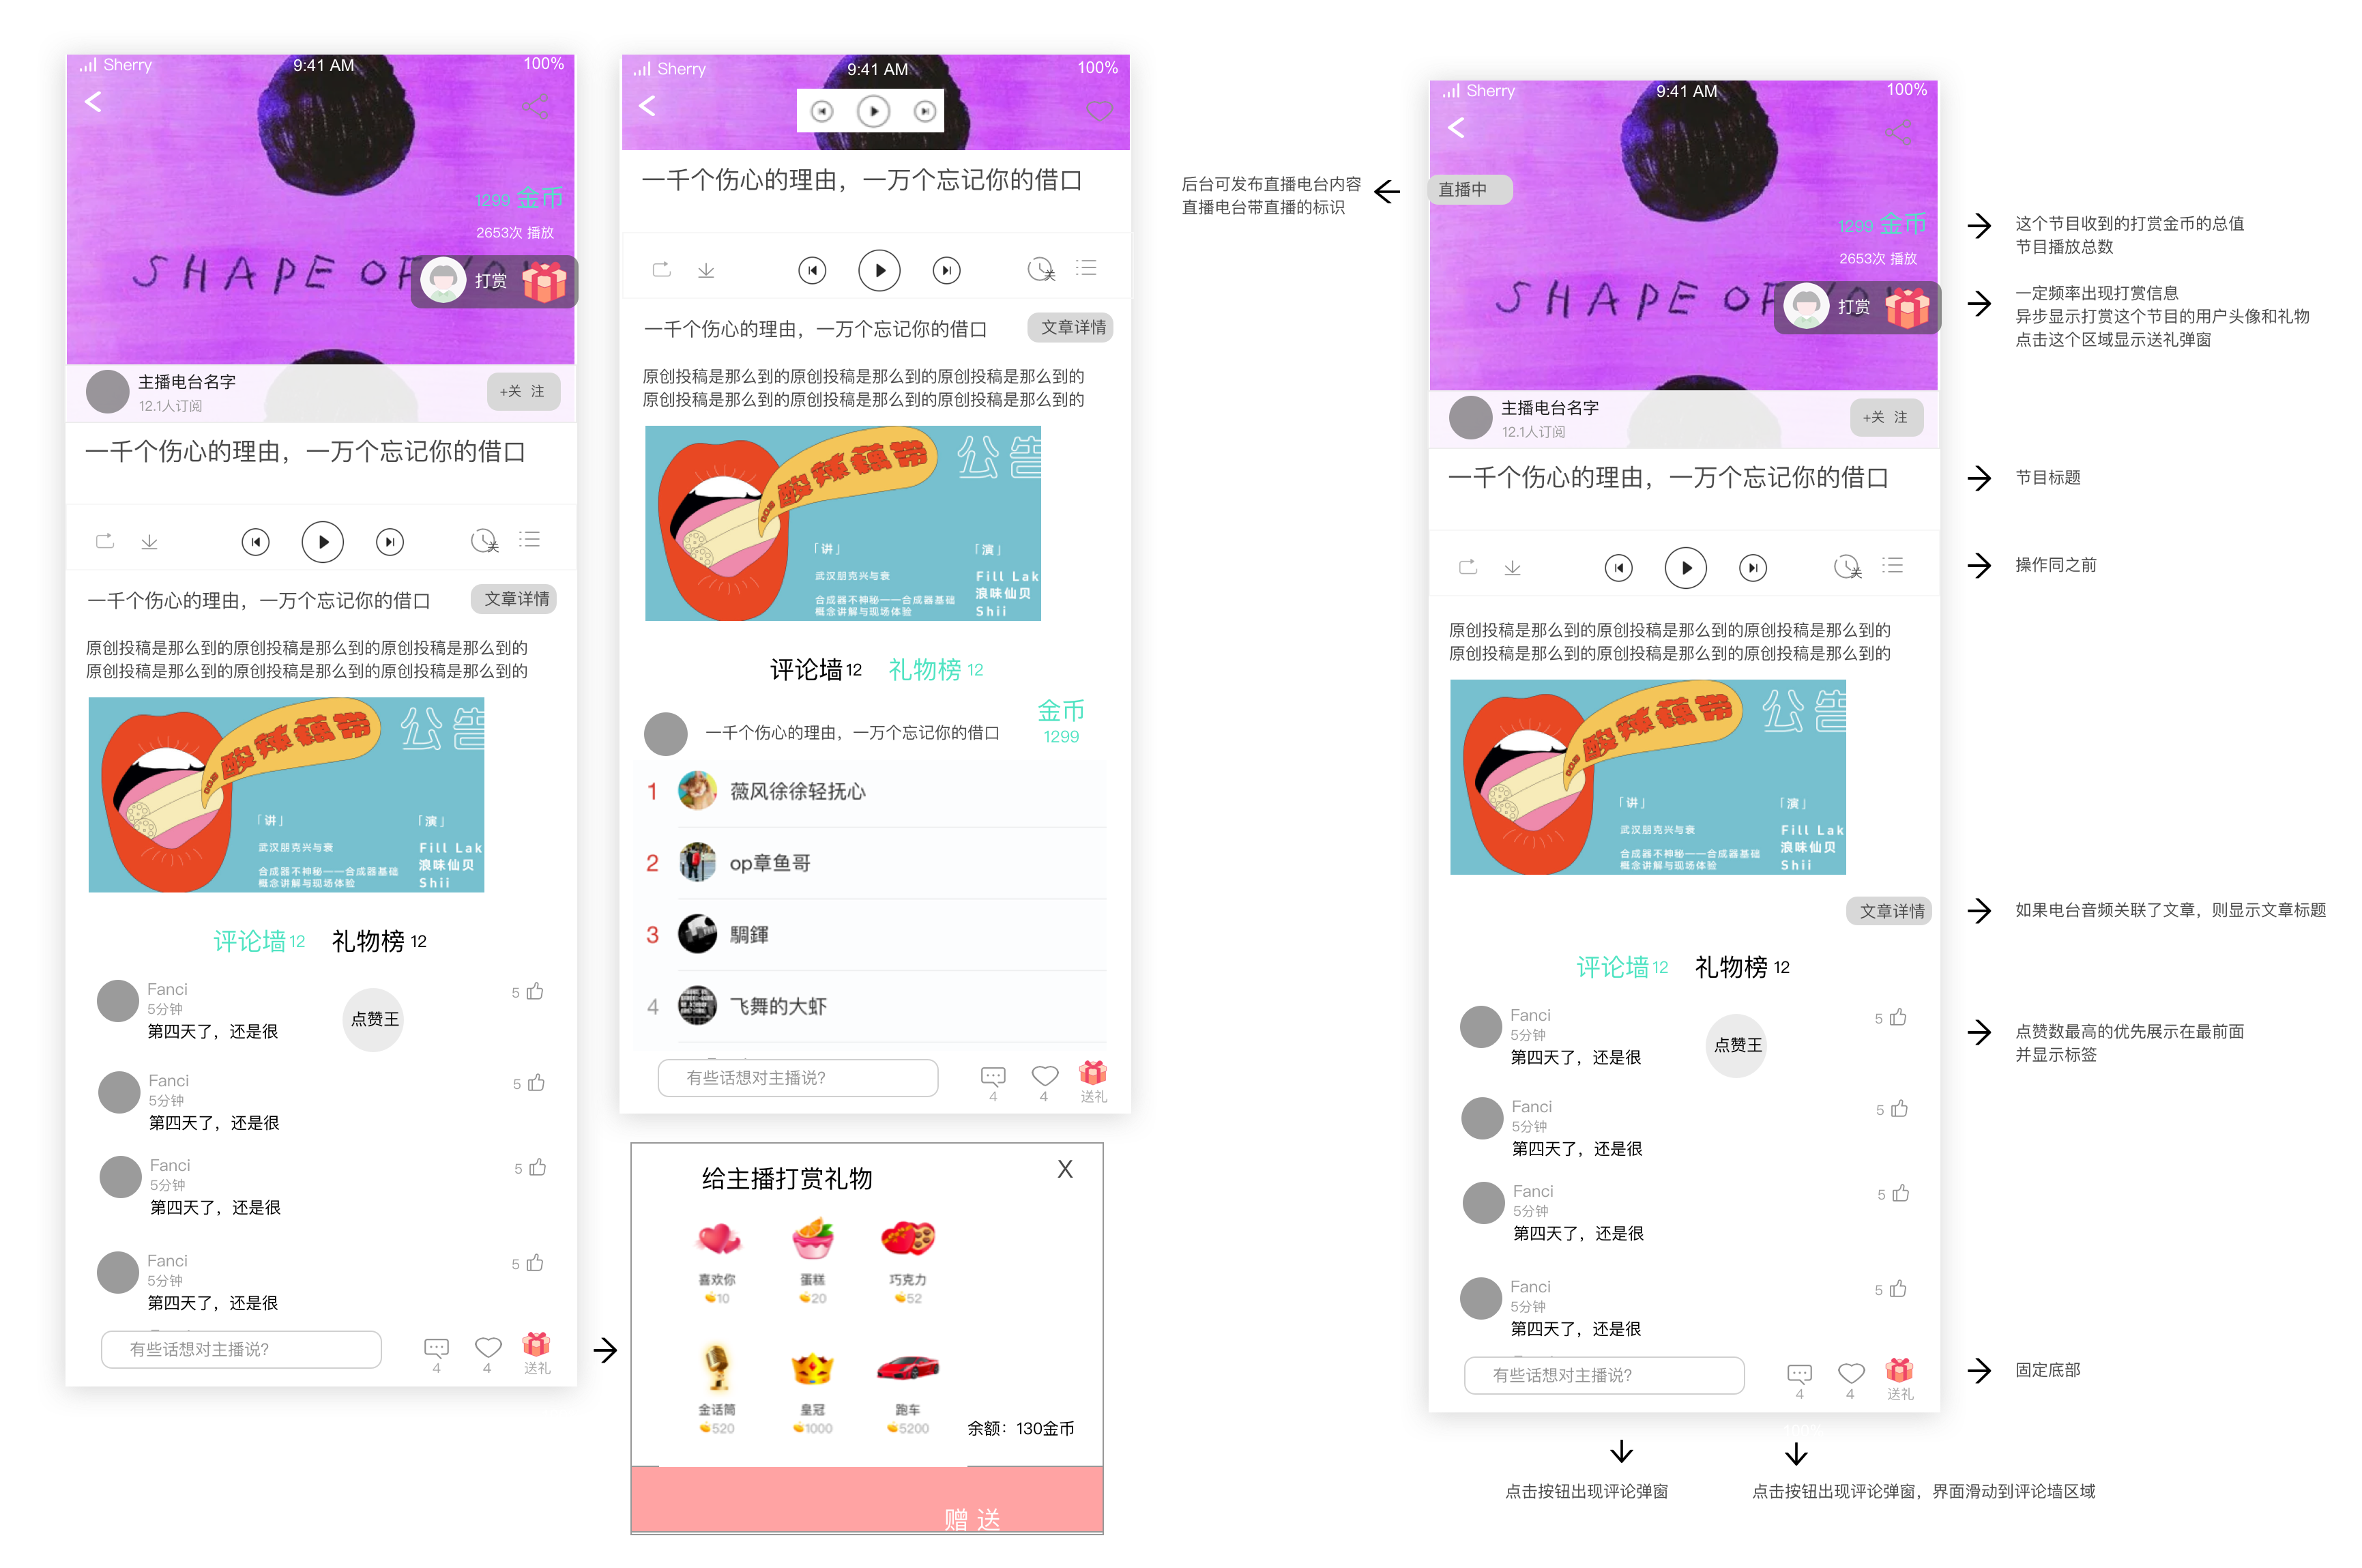 Sherry
9:41 AM
100%
1299 金币
2653次 播放
SHAPE OF YOU
打赏
主播电台名字
12.1人订阅
+关 注
一千个伤心的理由，一万个忘记你的借口
关
一千个伤心的理由，一万个忘记你的借口
文章详情
原创投稿是那么到的原创投稿是那么到的原创投稿是那么到的
原创投稿是那么到的原创投稿是那么到的原创投稿是那么到的
酸辣藕带
公告
「讲」
「演」
武汉朋克兴与衰
Fill Lak
浪味仙贝
合成器不神秘——合成器基础
概念讲解与现场体验
Shii
评论墙 12
礼物榜 12
Fanci
5分钟
第四天了，还是很
点赞王
5
Fanci
5分钟
第四天了，还是很
5
Fanci
5分钟
第四天了，还是很
5
Fanci
5分钟
第四天了，还是很
5
有些话想对主播说？
4
4
送礼
Sherry
9:41 AM
100%
一千个伤心的理由，一万个忘记你的借口
关
一千个伤心的理由，一万个忘记你的借口
文章详情
原创投稿是那么到的原创投稿是那么到的原创投稿是那么到的
原创投稿是那么到的原创投稿是那么到的原创投稿是那么到的
酸辣藕带
公告
「讲」
「演」
武汉朋克兴与衰
Fill Lak
浪味仙贝
合成器不神秘——合成器基础
概念讲解与现场体验
Shii
评论墙 12
礼物榜 12
一千个伤心的理由，一万个忘记你的借口
金币
1299
1 薇风徐徐轻抚心
2 op章鱼哥
3 騆鍕
4 飞舞的大虾
有些话想对主播说？
4
4
送礼
给主播打赏礼物
X
喜欢你
10
蛋糕
20
巧克力
52
金话筒
520
皇冠
1000
跑车
5200
余额：130金币
赠 送
后台可发布直播电台内容
直播电台带直播的标识
Sherry
9:41 AM
100%
直播中
1299 金币
2653次 播放
SHAPE OF YOU
打赏
主播电台名字
12.1人订阅
+关 注
一千个伤心的理由，一万个忘记你的借口
关
原创投稿是那么到的原创投稿是那么到的原创投稿是那么到的
原创投稿是那么到的原创投稿是那么到的原创投稿是那么到的
酸辣藕带
公告
「讲」
「演」
武汉朋克兴与衰
Fill Lak
浪味仙贝
合成器不神秘——合成器基础
概念讲解与现场体验
Shii
文章详情
评论墙 12
礼物榜 12
Fanci
5分钟
第四天了，还是很
点赞王
5
Fanci
5分钟
第四天了，还是很
5
Fanci
5分钟
第四天了，还是很
5
Fanci
5分钟
第四天了，还是很
5
有些话想对主播说？
4
4
送礼
这个节目收到的打赏金币的总值
节目播放总数
一定频率出现打赏信息
异步显示打赏这个节目的用户头像和礼物
点击这个区域显示送礼弹窗
节目标题
操作同之前
如果电台音频关联了文章，则显示文章标题
点赞数最高的优先展示在最前面
并显示标签
固定底部
点击按钮出现评论弹窗
点击按钮出现评论弹窗，界面滑动到评论墙区域